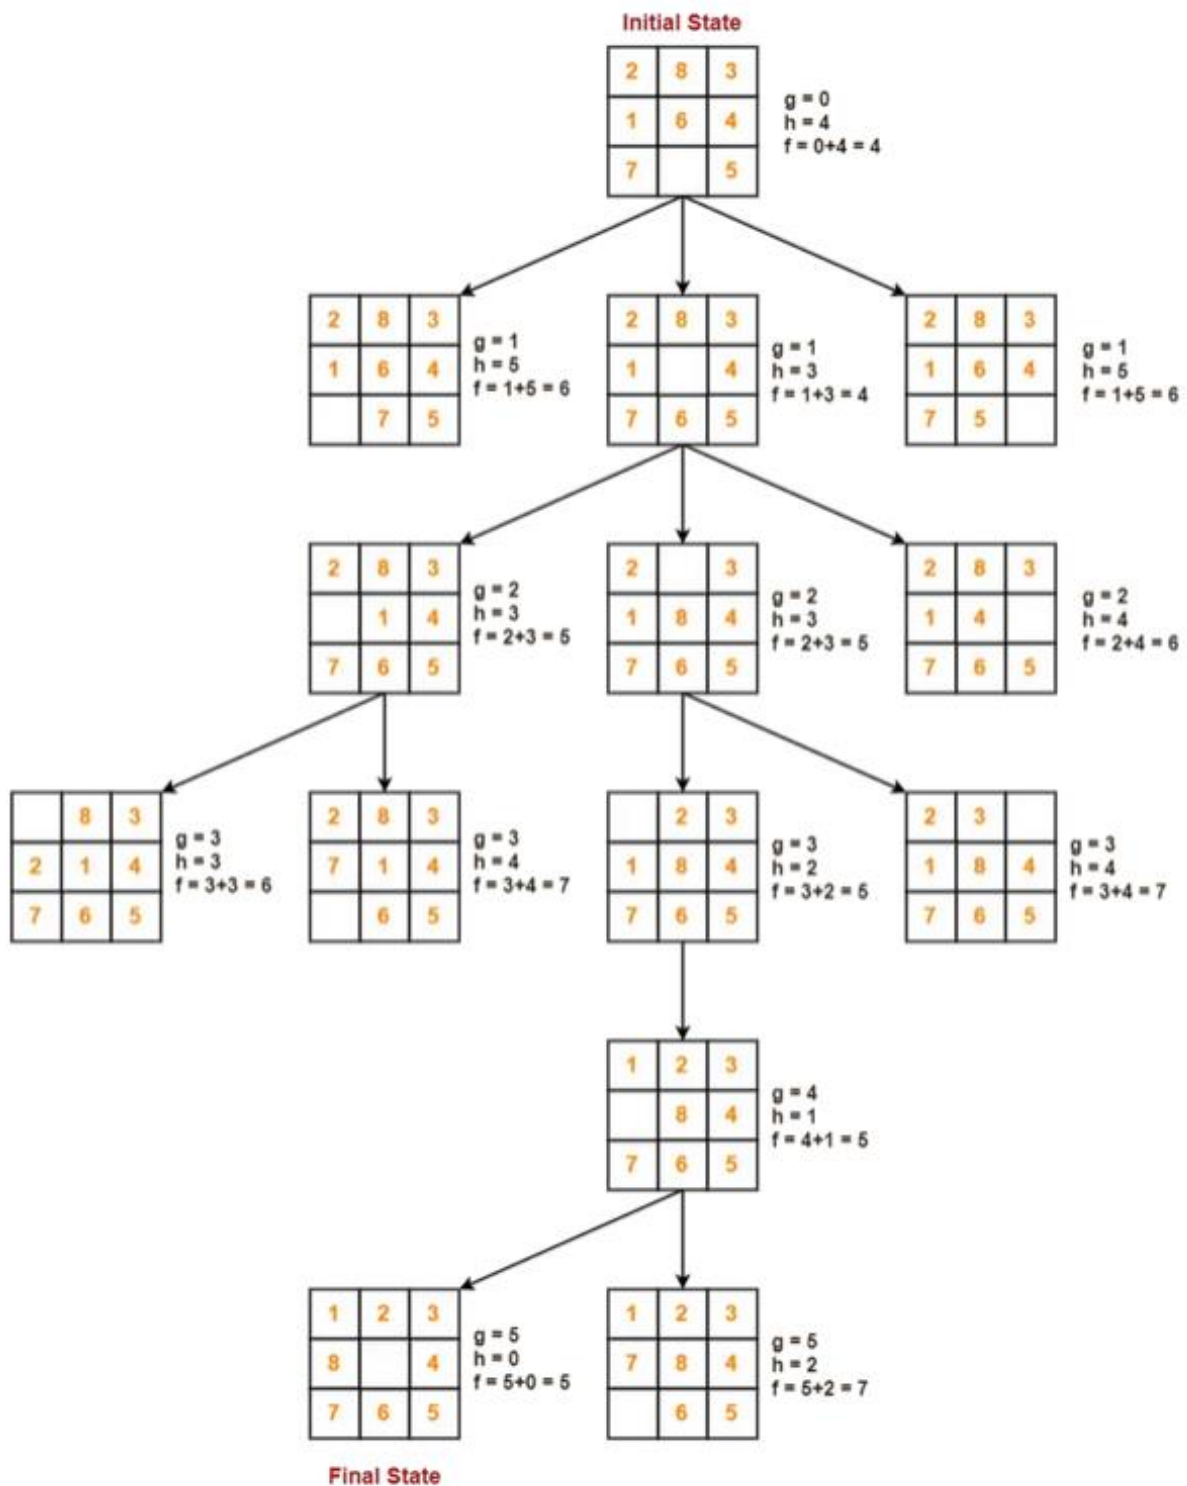 Initial State
2 8 3
1 6 4
7 5
g = 0
h = 4
f = 0+4 = 4
2 8 3
1 6 4
7 5
g = 1
h = 5
f = 1+5 = 6
2 8 3
1 4
7 6 5
g = 1
h = 3
f = 1+3 = 4
2 8 3
1 6 4
7 5
g = 1
h = 5
f = 1+5 = 6
2 8 3
1 4
7 6 5
g = 2
h = 3
f = 2+3 = 5
2 3
1 8 4
7 6 5
g = 2
h = 3
f = 2+3 = 5
2 8 3
1 4
7 6 5
g = 2
h = 4
f = 2+4 = 6
8 3
2 1 4
7 6 5
g = 3
h = 3
f = 3+3 = 6
2 8 3
7 1 4
6 5
g = 3
h = 4
f = 3+4 = 7
2 3
1 8 4
7 6 5
g = 3
h = 2
f = 3+2 = 5
2 3
1 8 4
7 6 5
g = 3
h = 4
f = 3+4 = 7
1 2 3
8 4
7 6 5
g = 4
h = 1
f = 4+1 = 5
1 2 3
8 4
7 6 5
g = 5
h = 0
f = 5+0 = 5
1 2 3
7 8 4
6 5
g = 5
h = 2
f = 5+2 = 7
Final State